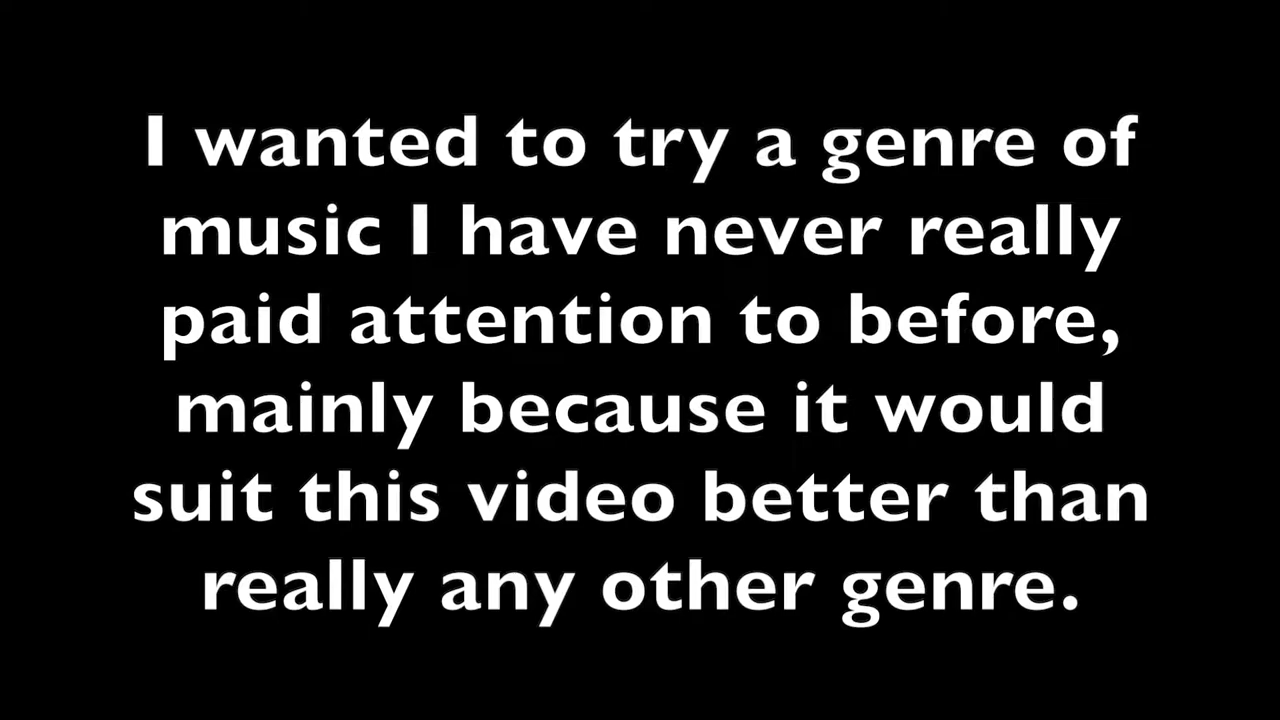 I wanted to try a genre of
music I have never really
paid attention to before,
mainly because it would
suit this video better than
really any other genre.